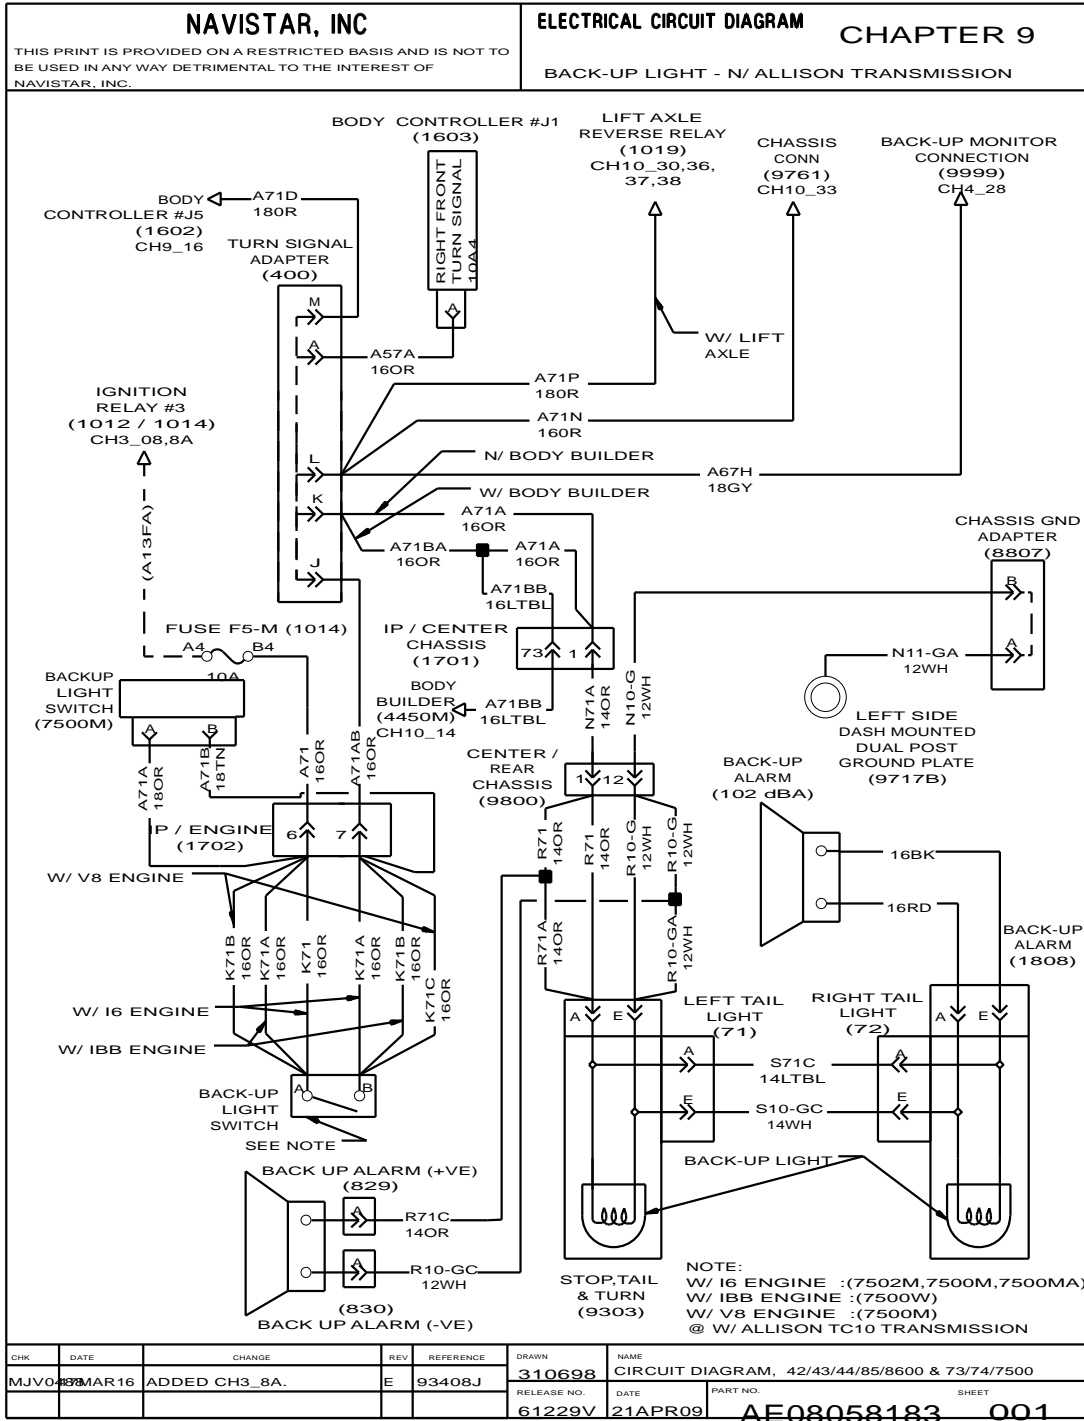 NAVISTAR, INC
THIS PRINT IS PROVIDED ON A RESTRICTED BASIS AND IS NOT TO
BE USED IN ANY WAY DETRIMENTAL TO THE INTEREST OF
NAVISTAR, INC.
ELECTRICAL CIRCUIT DIAGRAM
CHAPTER 9
BACK-UP LIGHT - N/ ALLISON TRANSMISSION
BODY CONTROLLER #J1
(1603)
LIFT AXLE
REVERSE RELAY
(1019)
CH10_30,36,
37,38
CHASSIS
CONN
(9761)
CH10_33
BACK-UP MONITOR
CONNECTION
(9999)
CH4_28
BODY
CONTROLLER #J5
(1602)
CH9_16
A71D
18OR
TURN SIGNAL
ADAPTER
(400)
RIGHT FRONT
TURN SIGNAL
10A4
A
M
A
L
K
J
A57A
16OR
W/ LIFT
AXLE
A71P
18OR
A71N
16OR
IGNITION
RELAY #3
(1012 / 1014)
CH3_08,8A
(A13FA)
N/ BODY BUILDER
A67H
18GY
W/ BODY BUILDER
A71A
16OR
A71BA
16OR
A71A
16OR
A71BB
16LTBL
CHASSIS GND
ADAPTER
(8807)
B
A
N11-GA
12WH
FUSE F5-M (1014)
A4
B4
10A
IP / CENTER
CHASSIS
(1701)
73
1
BACKUP
LIGHT
SWITCH
(7500M)
A
B
BODY
BUILDER
(4450M)
CH10_14
A71BB
16LTBL
N71A
14OR
N10-G
12WH
LEFT SIDE
DASH MOUNTED
DUAL POST
GROUND PLATE
(9717B)
A71A
18OR
A71B
18TN
A71
16OR
A71AB
16OR
CENTER /
REAR
CHASSIS
(9800)
1
12
BACK-UP
ALARM
(102 dBA)
IP / ENGINE
(1702)
6
7
R71
14OR
R71
14OR
R10-G
12WH
R10-G
12WH
16BK
16RD
W/ V8 ENGINE
K71B
16OR
K71A
16OR
K71
16OR
K71A
16OR
K71B
16OR
K71C
16OR
R71A
14OR
R10-GA
12WH
BACK-UP
ALARM
(1808)
W/ I6 ENGINE
W/ IBB ENGINE
A
E
LEFT TAIL
LIGHT
(71)
RIGHT TAIL
LIGHT
(72)
A
E
A
S71C
14LTBL
A
E
S10-GC
14WH
E
BACK-UP
LIGHT
SWITCH
A
B
SEE NOTE
BACK-UP LIGHT
BACK UP ALARM (+VE)
(829)
A
R71C
14OR
A
R10-GC
12WH
(830)
BACK UP ALARM (-VE)
STOP,TAIL
& TURN
(9303)
NOTE:
W/ I6 ENGINE :(7502M,7500M,7500MA)
W/ IBB ENGINE :(7500W)
W/ V8 ENGINE :(7500M)
@ W/ ALLISON TC10 TRANSMISSION
CHK DATE CHANGE REV REFERENCE
ADDED CH3_8A. E 93408J
DRAWN
310698
NAME
CIRCUIT DIAGRAM, 42/43/44/85/8600 & 73/74/7500
RELEASE NO.
61229V
DATE
21APR09
PART NO.
AE08058183
SHEET
001